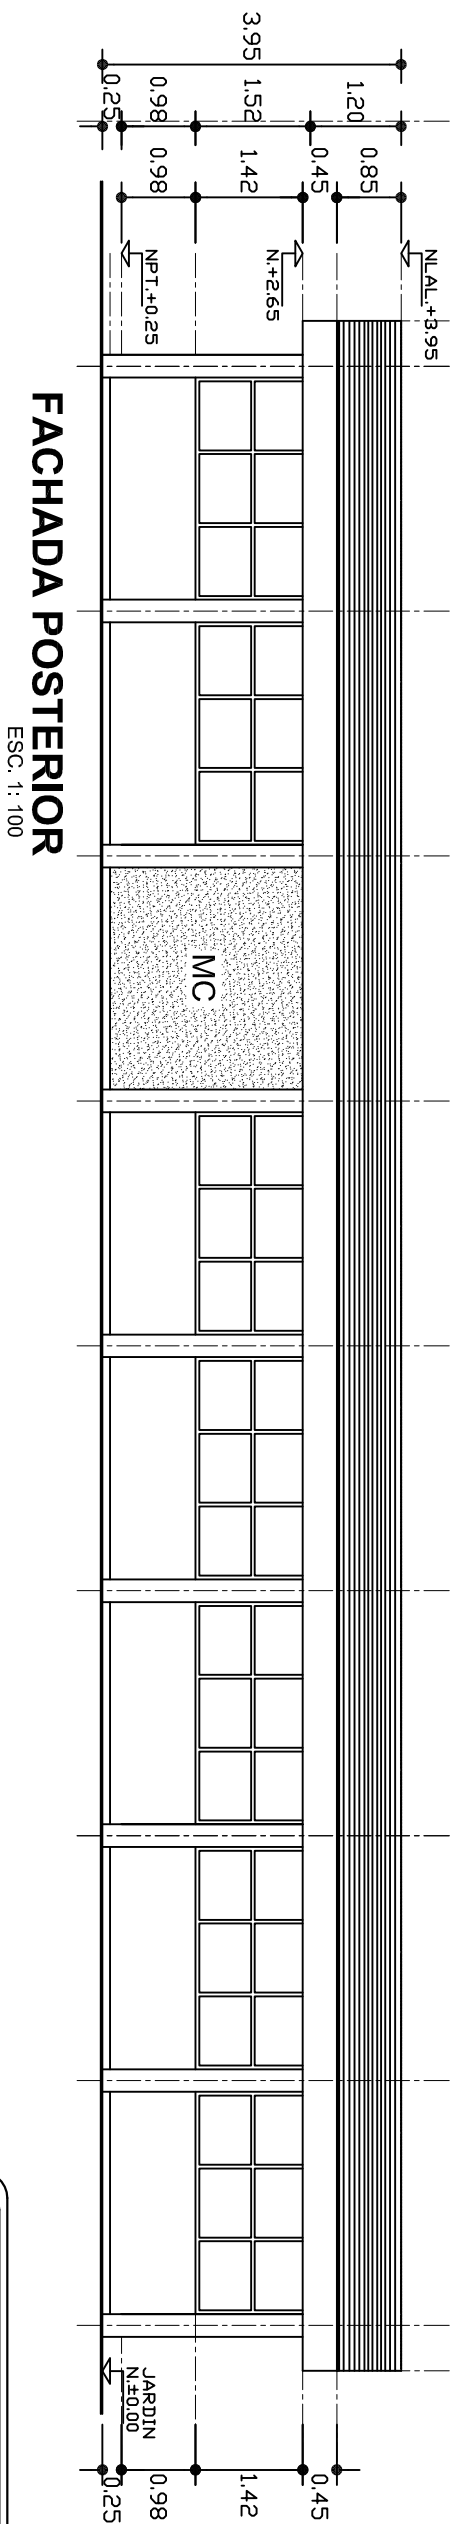 3.95
1.20
1.52
0.98
0.25
0.85
0.45
1.42
0.98
NLAL.+3.95
N.+2.65
NPT.+0.25
MC
JARDIN
N.±0.00
0.45
1.42
0.98
0.25
FACHADA POSTERIOR
ESC. 1: 100